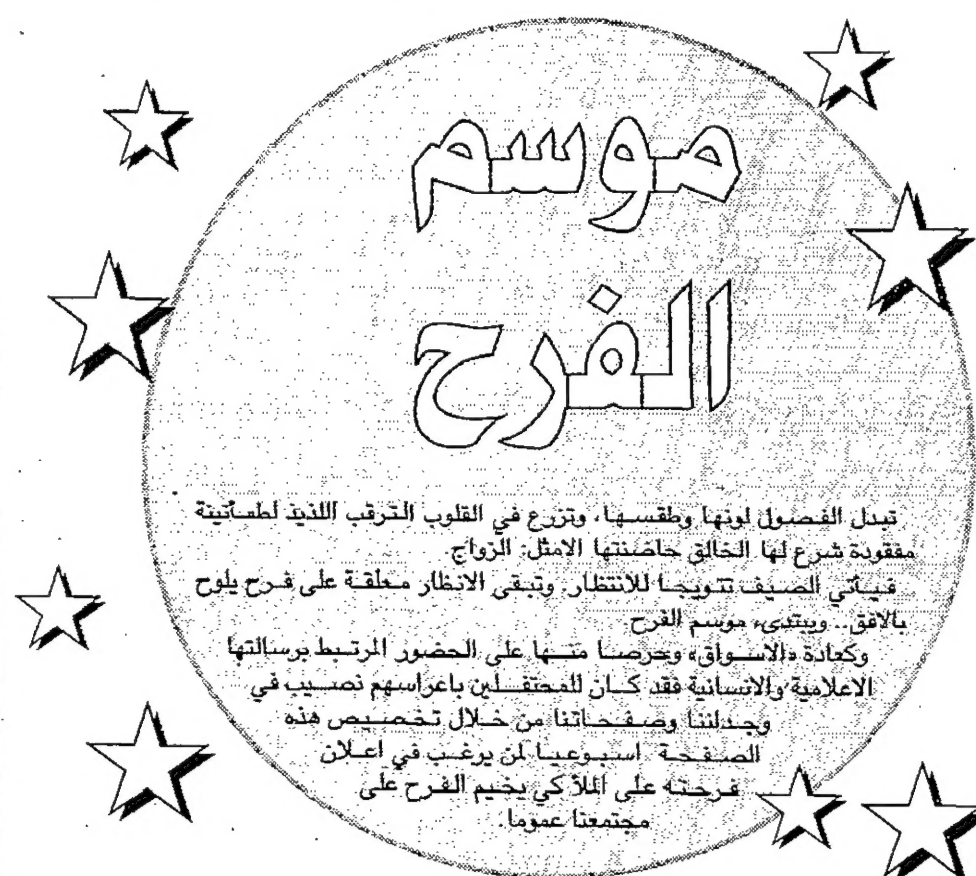 موسم
الفرح
تبدل الفصول لونها وطقسها، وتزرع في القلوب الترقب اللذيذ لطمأنينة
مفقودة شرع لها الخالق حاضنتها الامثل: الزواج.
فيأتي الصيف تتويجا للانتظار. وتبقى الانظار معلقة على فرح يلوح
بالافق.. ويبتدىء موسم الفرح
وكعادة «الاسواق» وحرصا منها على الحضور المرتبط برسالتها
الاعلامية والانسانية فقد كان للمحتفلين باعراسهم نصيب في
وجداننا وصفحاتنا من خلال تخصيص هذه
الصفحة اسبوعيا لمن يرغب في اعلان
فرحته على الملأ كي يخيم الفرح على
مجتمعنا عموما.